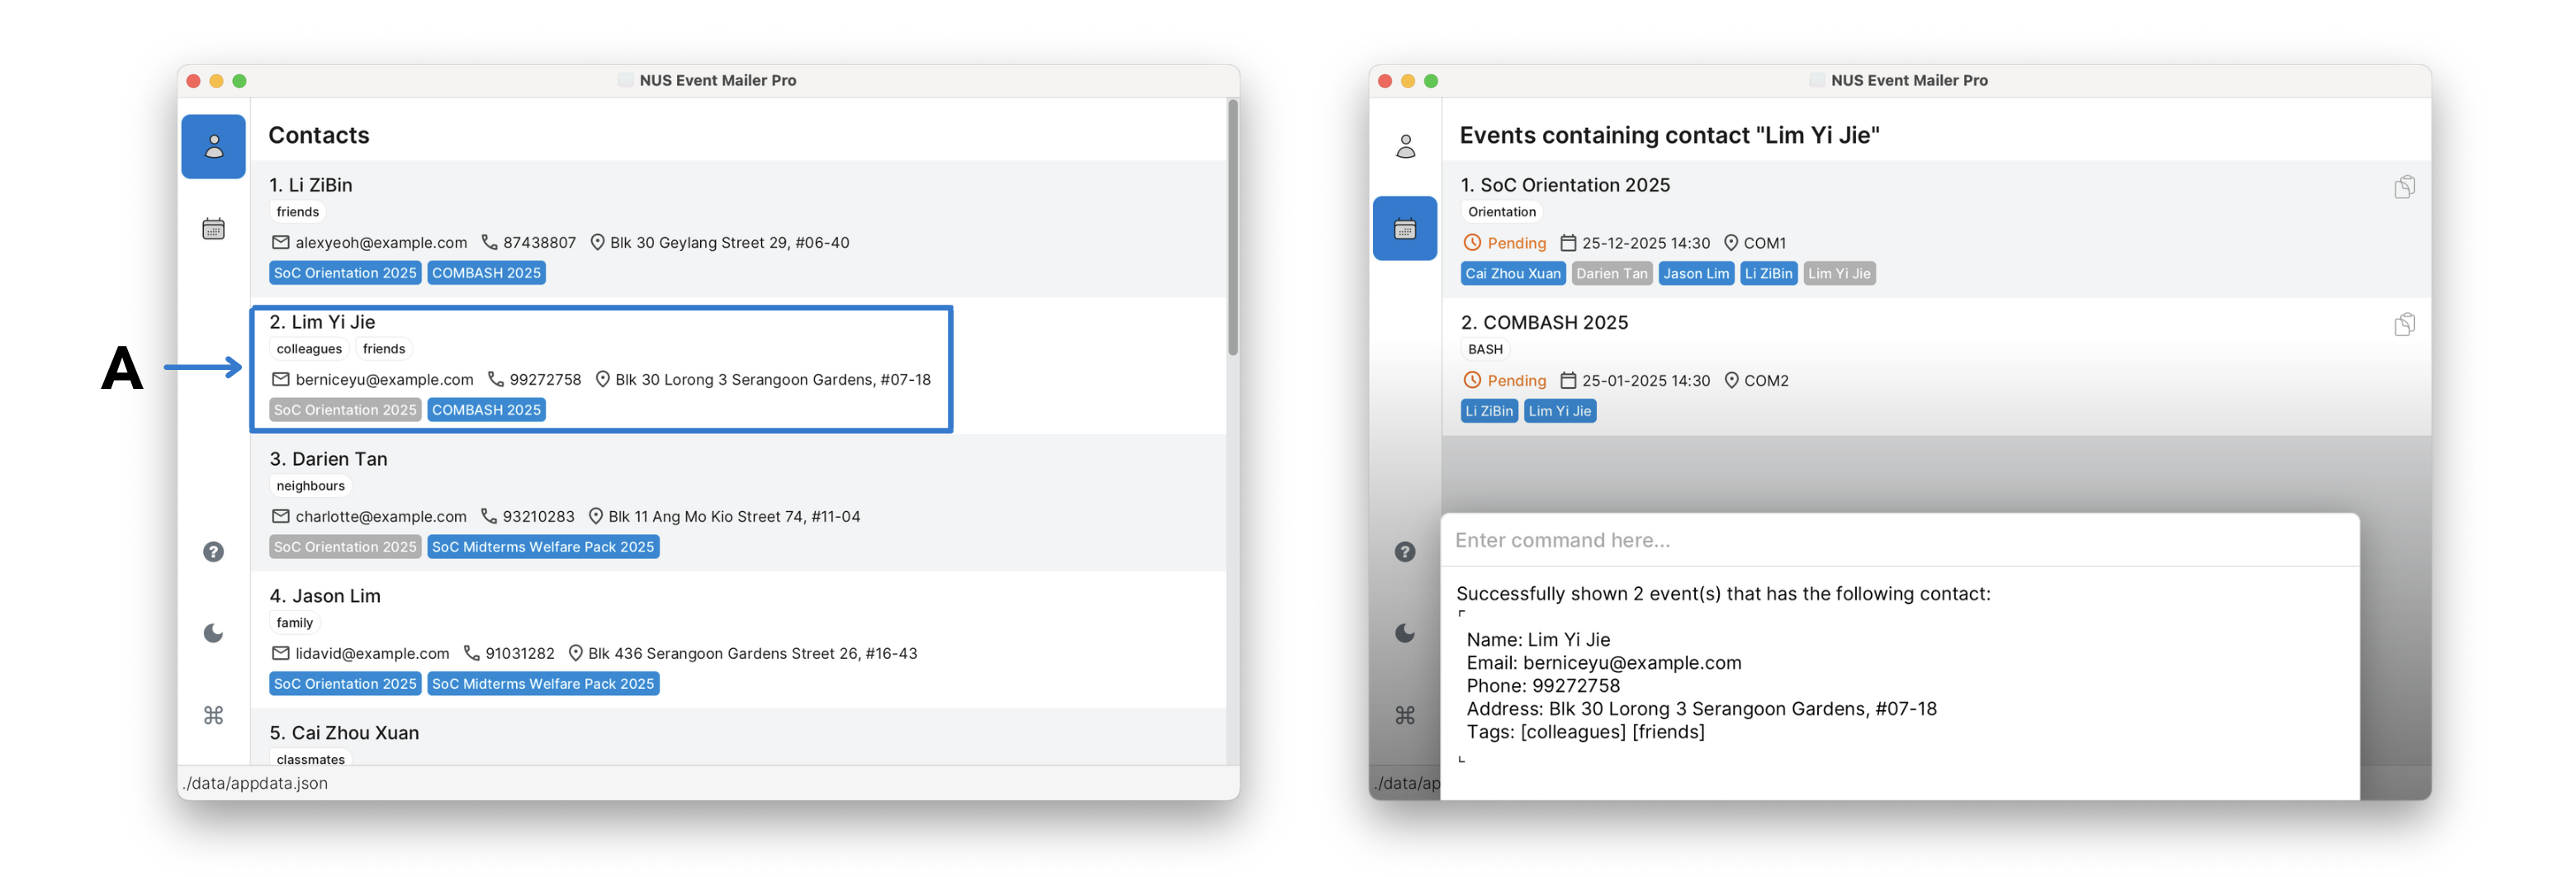 NUS Event Mailer Pro
Contacts
1. Li ZiBin
friends
alexyeoh@example.com 87438807 Blk 30 Geylang Street 29, #06-40
SoC Orientation 2025 COMBASH 2025
A
2. Lim Yi Jie
colleagues friends
berniceyu@example.com 99272758 Blk 30 Lorong 3 Serangoon Gardens, #07-18
SoC Orientation 2025 COMBASH 2025
3. Darien Tan
neighbours
charlotte@example.com 93210283 Blk 11 Ang Mo Kio Street 74, #11-04
SoC Orientation 2025 SoC Midterms Welfare Pack 2025
4. Jason Lim
family
lidavid@example.com 91031282 Blk 436 Serangoon Gardens Street 26, #16-43
SoC Orientation 2025 SoC Midterms Welfare Pack 2025
5. Cai Zhou Xuan
classmates
./data/appdata.json
NUS Event Mailer Pro
Events containing contact "Lim Yi Jie"
1. SoC Orientation 2025
Orientation
Pending 25-12-2025 14:30 COM1
Cai Zhou Xuan Darien Tan Jason Lim Li ZiBin Lim Yi Jie
2. COMBASH 2025
BASH
Pending 25-01-2025 14:30 COM2
Li ZiBin Lim Yi Jie
Enter command here...
Successfully shown 2 event(s) that has the following contact:
⌜
Name: Lim Yi Jie
Email: berniceyu@example.com
Phone: 99272758
Address: Blk 30 Lorong 3 Serangoon Gardens, #07-18
Tags: [colleagues] [friends]
⌞
./data/ap